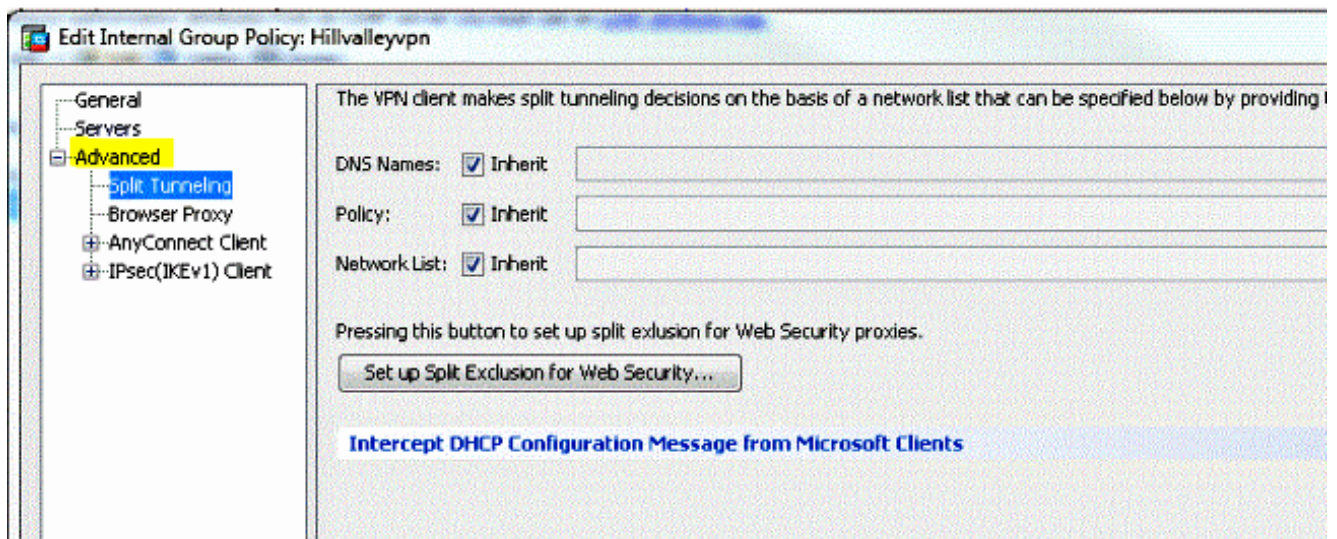 Edit Internal Group Policy: Hillvalleyvpn
General
Servers
Advanced
Split Tunneling
Browser Proxy
AnyConnect Client
IPsec(IKEv1) Client
The VPN client makes split tunneling decisions on the basis of a network list that can be specified below by providing
DNS Names: Inherit
Policy: Inherit
Network List: Inherit
Pressing this button to set up split exlusion for Web Security proxies.
Set up Split Exclusion for Web Security...
Intercept DHCP Configuration Message from Microsoft Clients